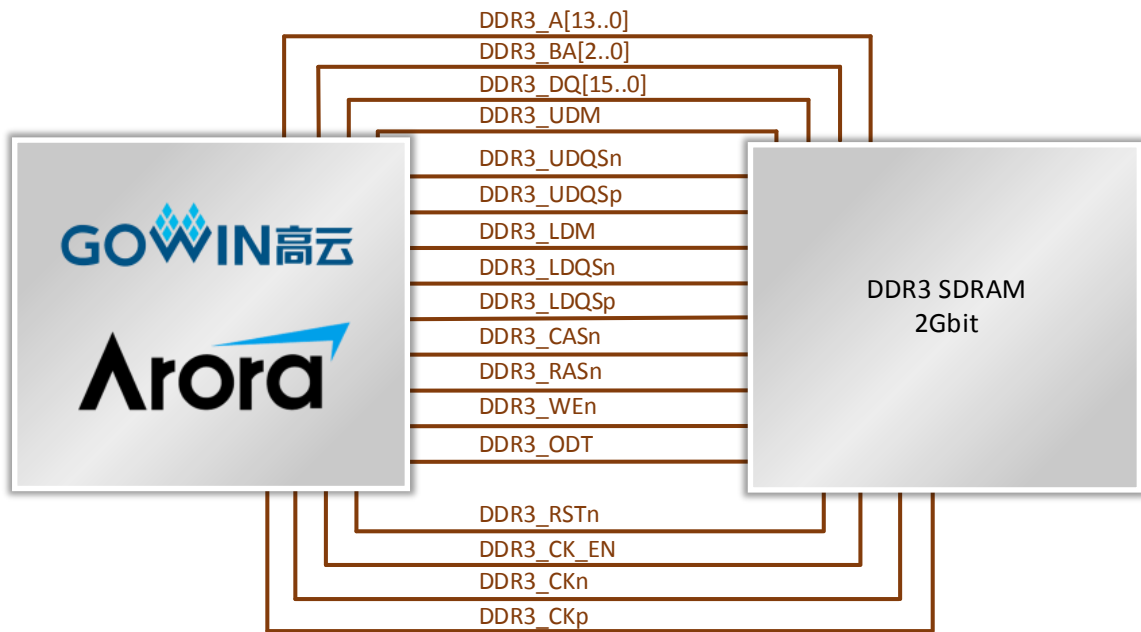 DDR3_A[13..0]
DDR3_BA[2..0]
DDR3_DQ[15..0]
DDR3_UDM
DDR3_UDQSn
DDR3_UDQSp
DDR3_LDM
DDR3_LDQSn
DDR3_LDQSp
DDR3_CASn
DDR3_RASn
DDR3_WEn
DDR3_ODT
DDR3_RSTn
DDR3_CK_EN
DDR3_CKn
DDR3_CKp
GOWIN高云
Arora
DDR3 SDRAM
2Gbit